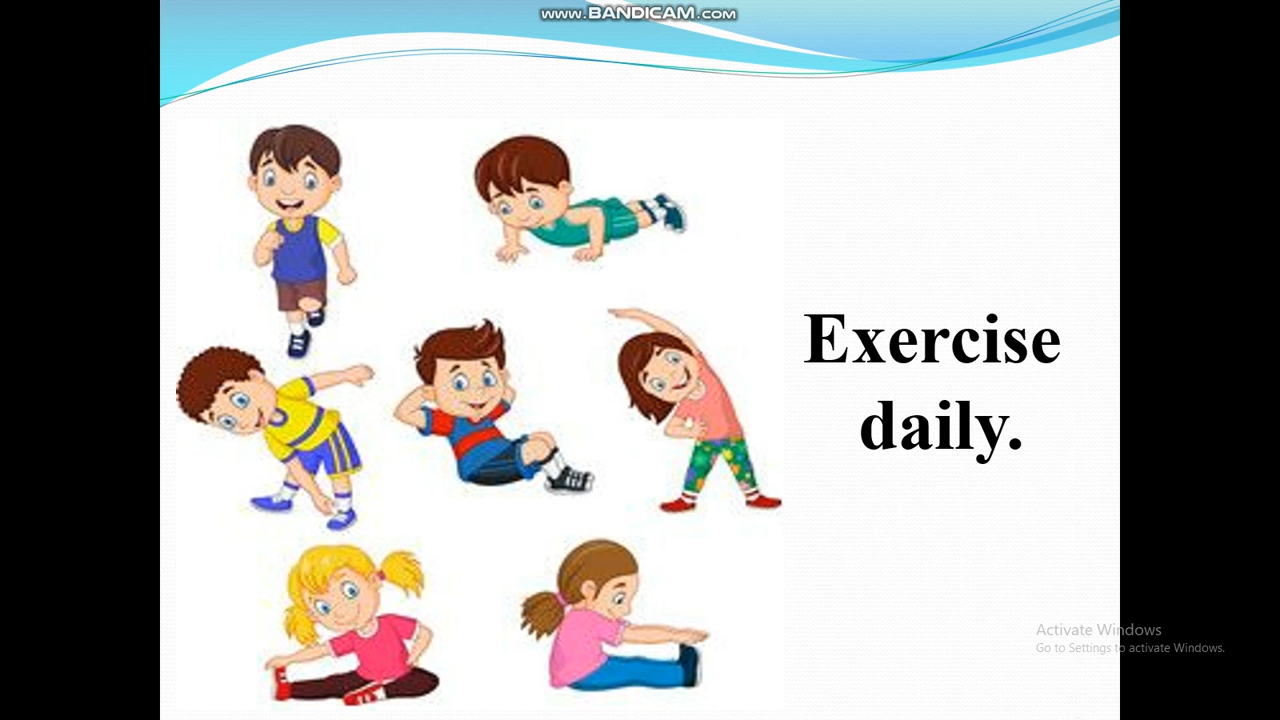 www.BANDICAM.com
Exercise
daily.
Activate Windows
Go to Settings to activate Windows.